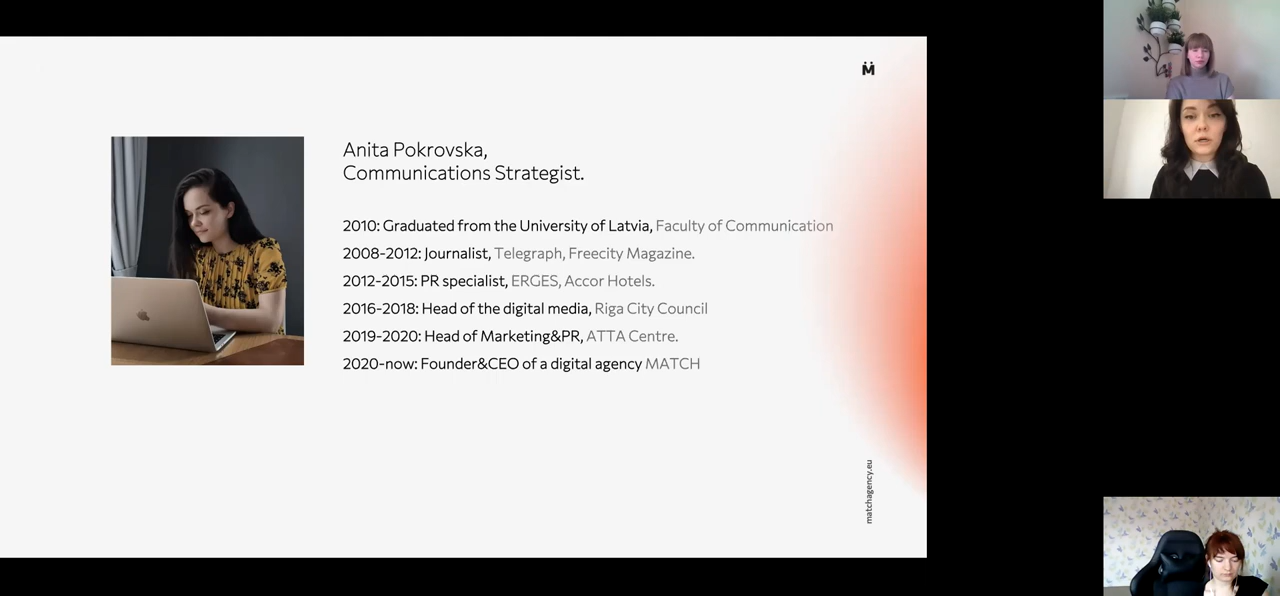 Anita Pokrovska,
Communications Strategist.
2010: Graduated from the University of Latvia, Faculty of Communication
2008-2012: Journalist, Telegraph, Freecity Magazine.
2012-2015: PR specialist, ERGES, Accor Hotels.
2016-2018: Head of the digital media, Riga City Council
2019-2020: Head of Marketing&PR, ATTA Centre.
2020-now: Founder&CEO of a digital agency MATCH
M̈
matchagency.eu